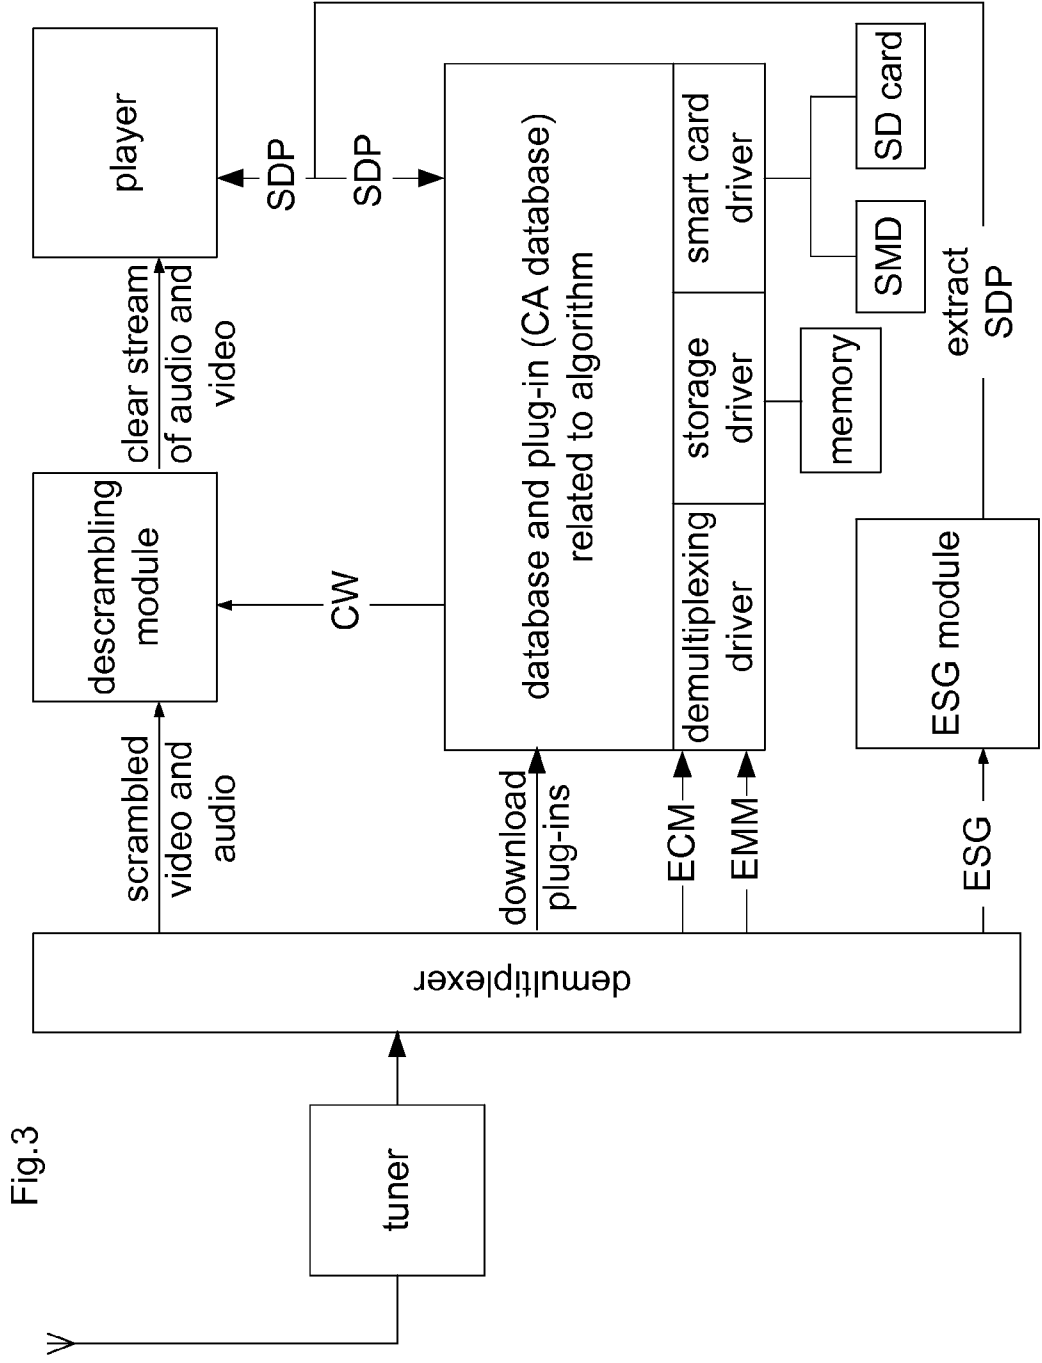 Fig.3
tuner
demultiplexer
scrambled
video and
audio
descrambling
module
clear stream
of audio and
video
player
SDP
SDP
CW
download
plug-ins
database and plug-in (CA database)
related to algorithm
ECM
EMM
demultiplexing
driver
storage
driver
smart card
driver
memory
SMD
SD card
ESG
ESG module
extract
SDP